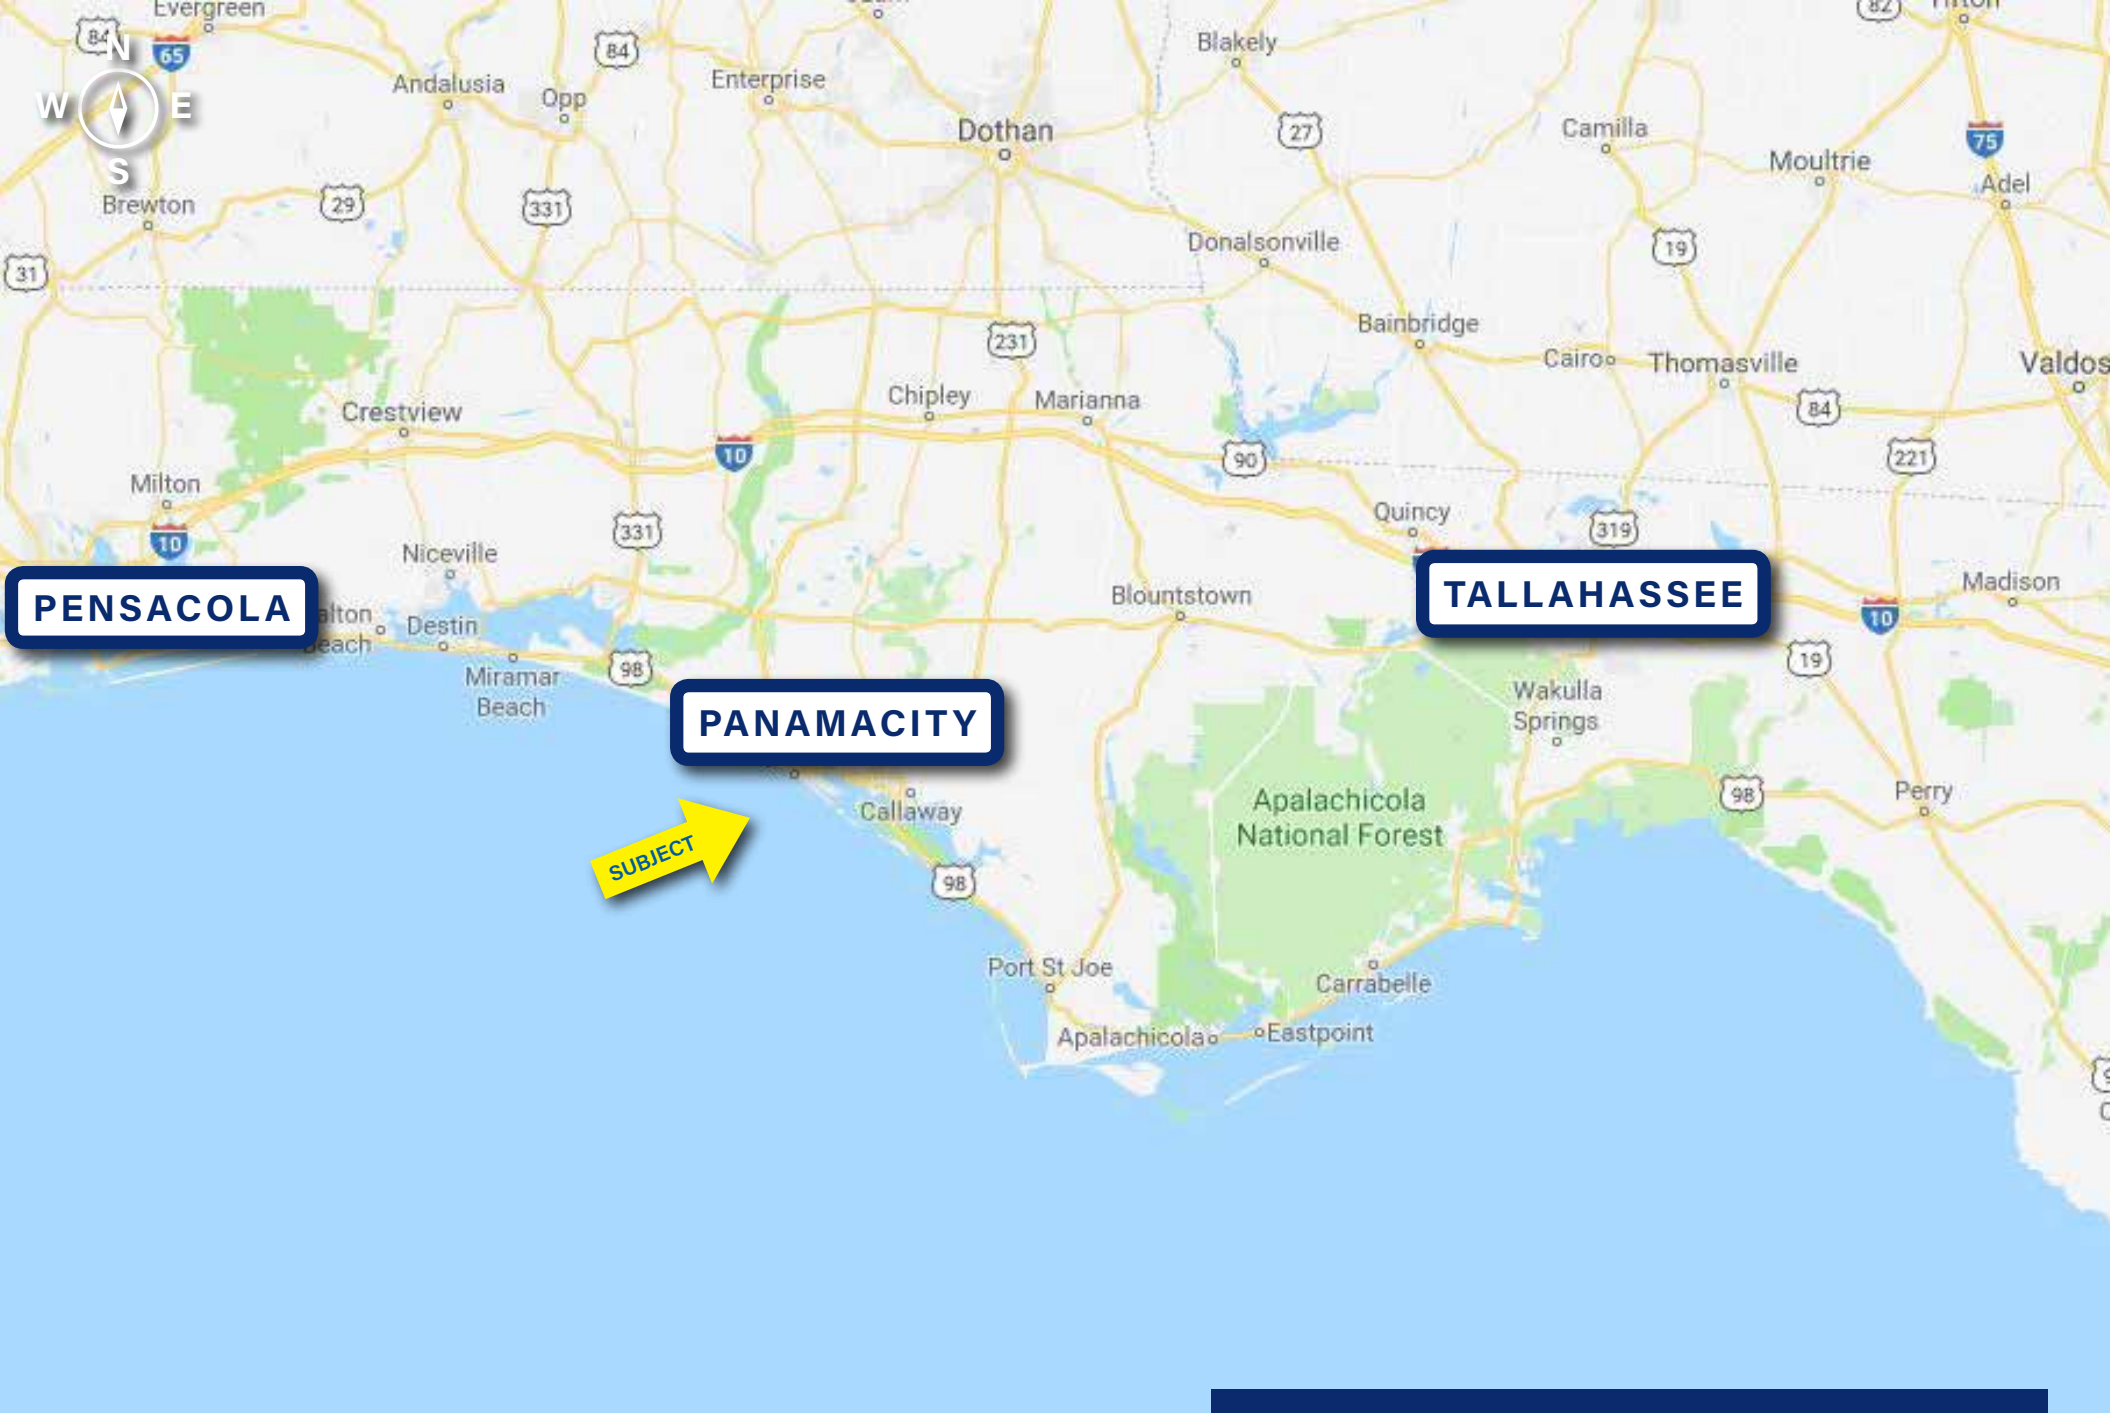 Evergreen
84
N
65
84
Blakely
82
Andalusia
Opp
Enterprise
W
E
Dothan
27
Camilla
75
Moultrie
S
Adel
Brewton
29
331
Donalsonville
19
31
Bainbridge
231
Cairo
Thomasville
Valdos
Chipley
Marianna
Crestview
84
10
90
221
Milton
Quincy
331
319
10
Niceville
PENSACOLA
alton
Beach
Destin
Blountstown
TALLAHASSEE
Madison
10
98
19
Miramar
Beach
Wakulla
Springs
PANAMACITY
98
Perry
Apalachicola
National Forest
Callaway
SUBJECT
98
Port St Joe
Carrabelle
Apalachicola
Eastpoint